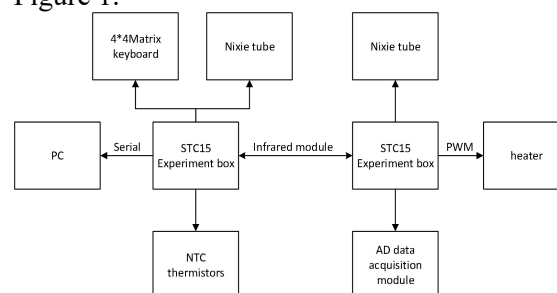 Figure 1.
4*4Matrix
keyboard
Nixie tube
Nixie tube
PC
Serial
STC15
Experiment box
Infrared module
STC15
Experiment box
PWM
heater
NTC
thermistors
AD data
acquisition
module